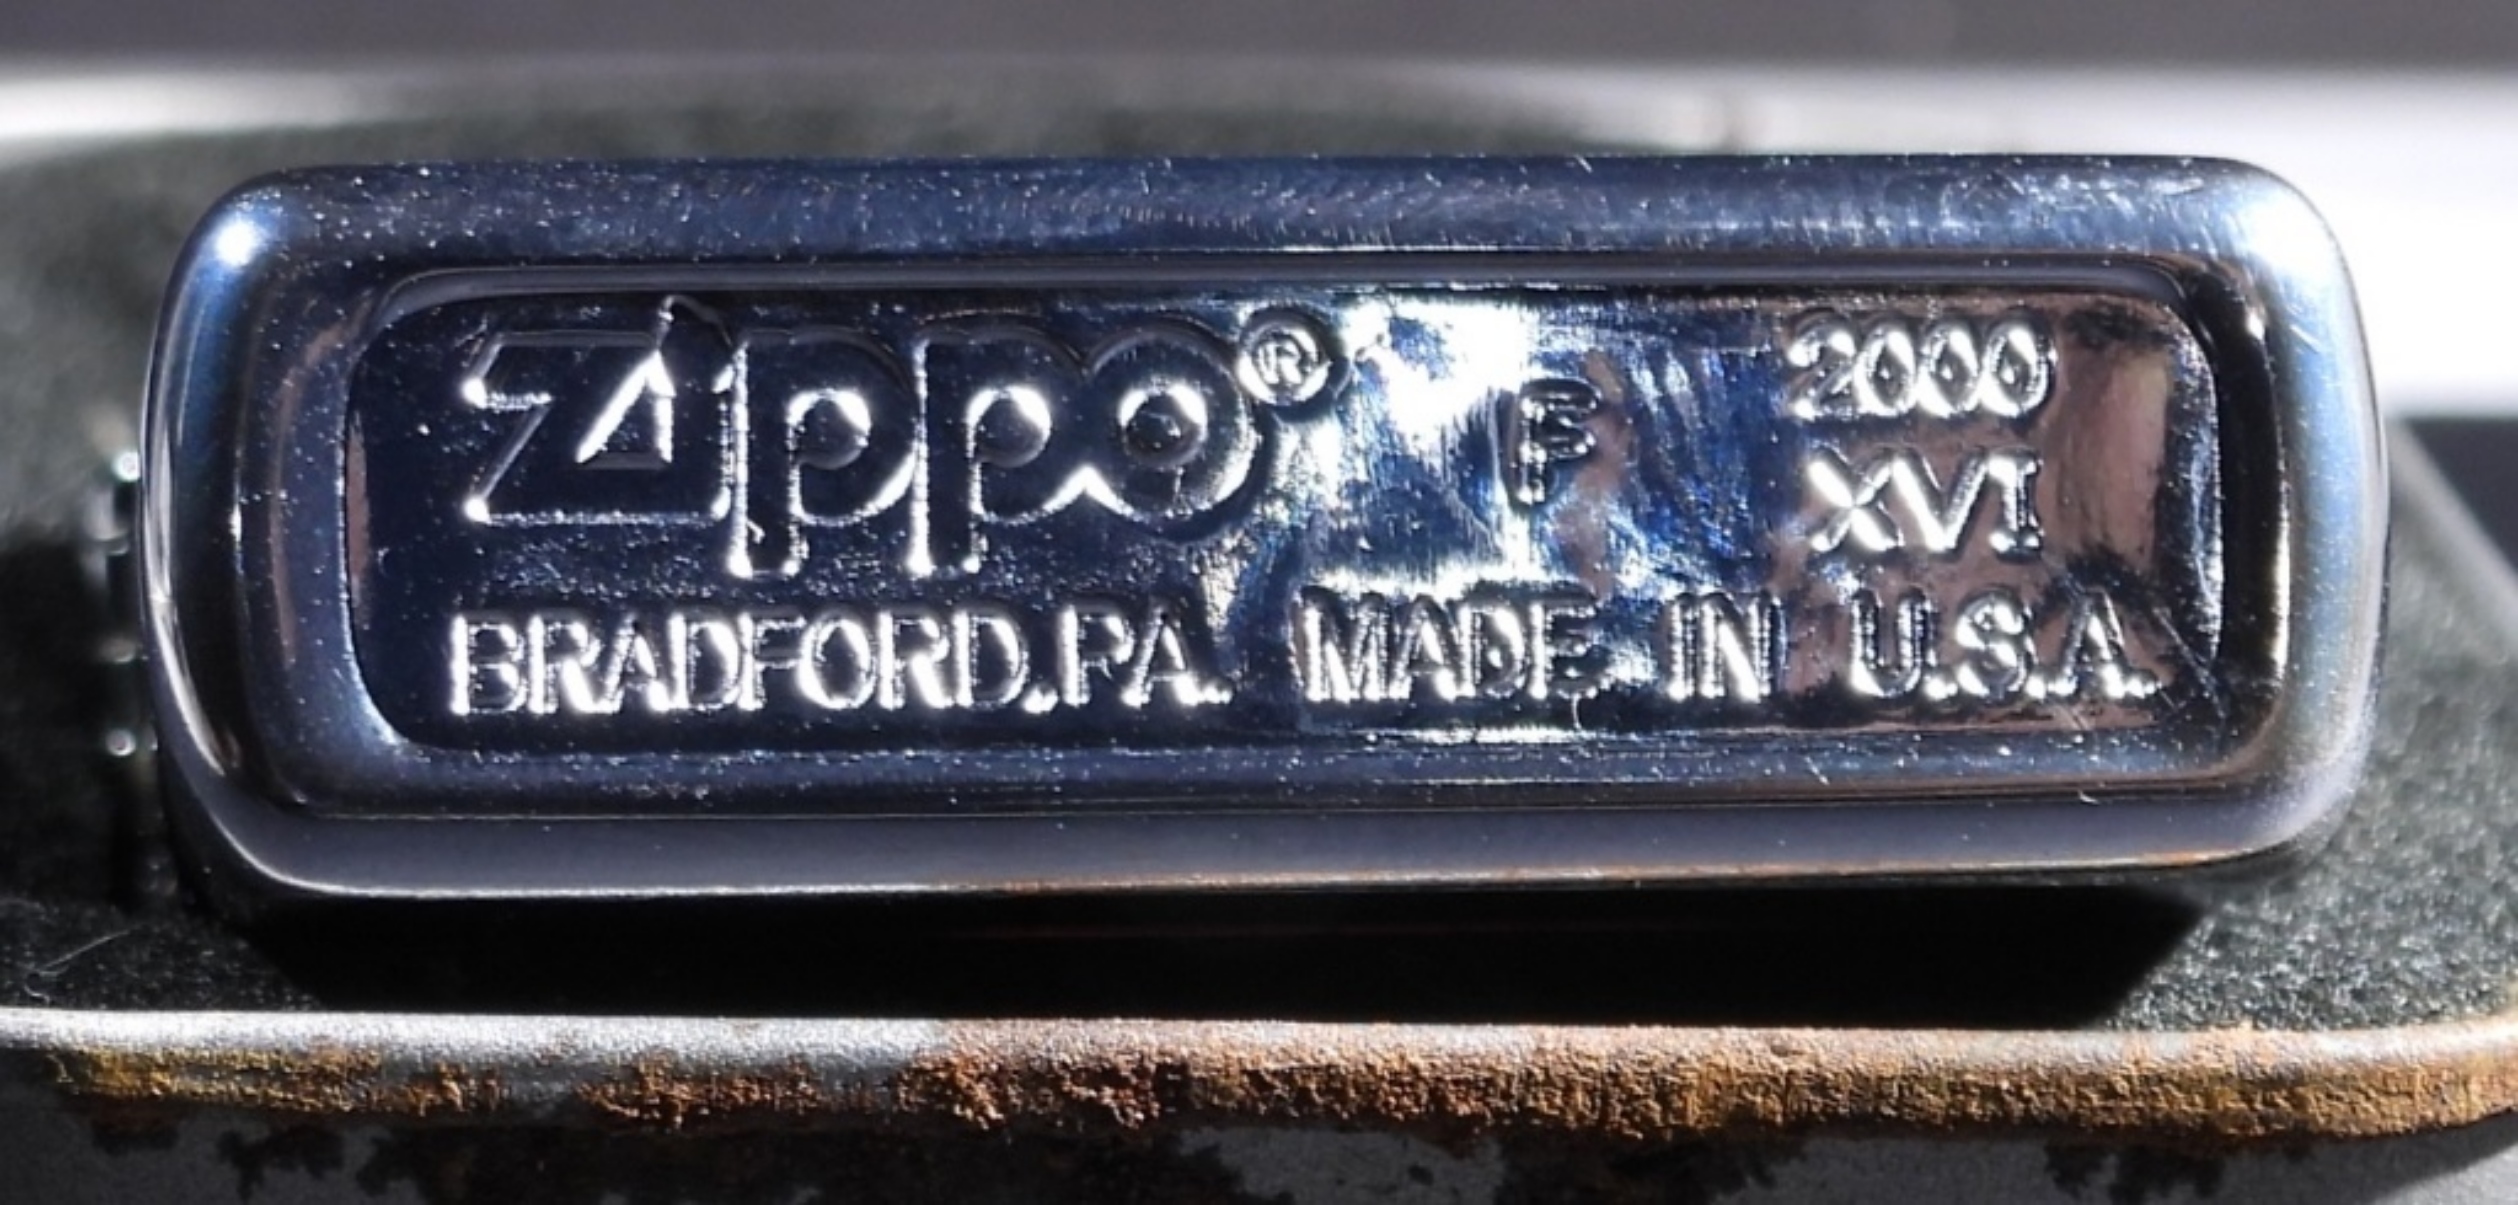 Zippo® F 2000
XVI
BRADFORD,PA. MADE IN U.S.A.